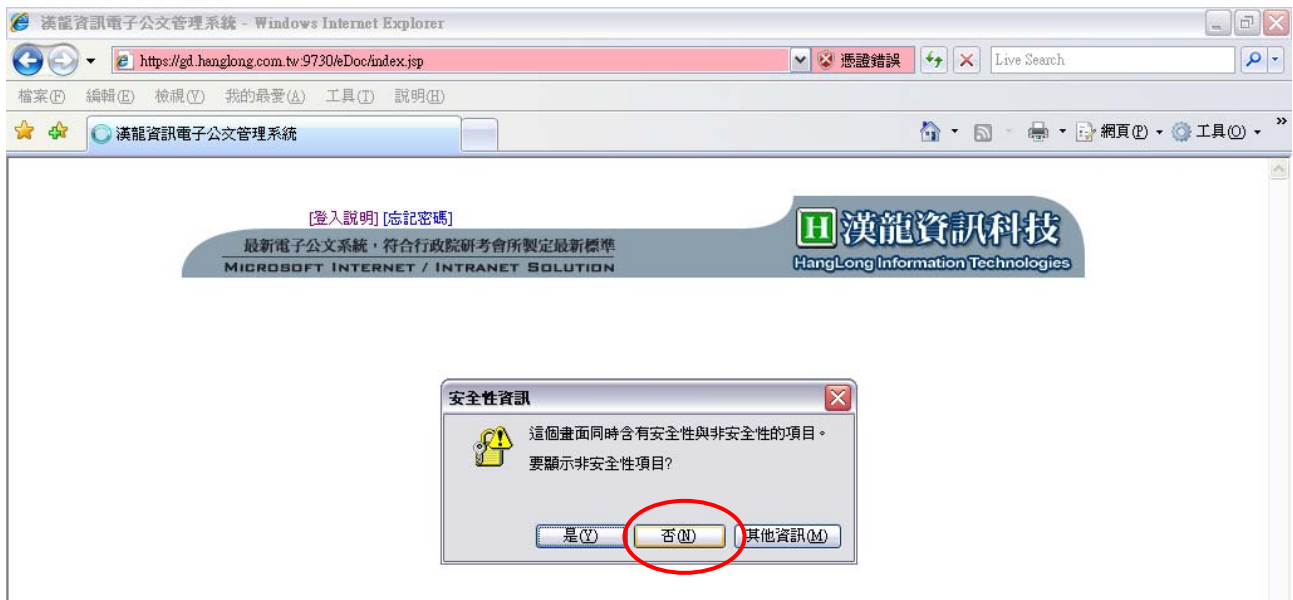 漢龍資訊電子公文管理系統 - Windows Internet Explorer
https://gd.hanglong.com.tw:9730/eDoc/index.jsp
憑證錯誤
Live Search
檔案(F) 編輯(E) 檢視(V) 我的最愛(A) 工具(T) 說明(H)
漢龍資訊電子公文管理系統
網頁(P) 工具(O) »
[登入說明] [忘記密碼]
最新電子公文系統，符合行政院研考會所製定最新標準
MICROSOFT INTERNET / INTRANET SOLUTION
H 漢龍資訊科技
HangLong Information Technologies
安全性資訊
這個畫面同時含有安全性與非安全性的項目。
要顯示非安全性項目?
是(Y) 否(N) 其他資訊(M)